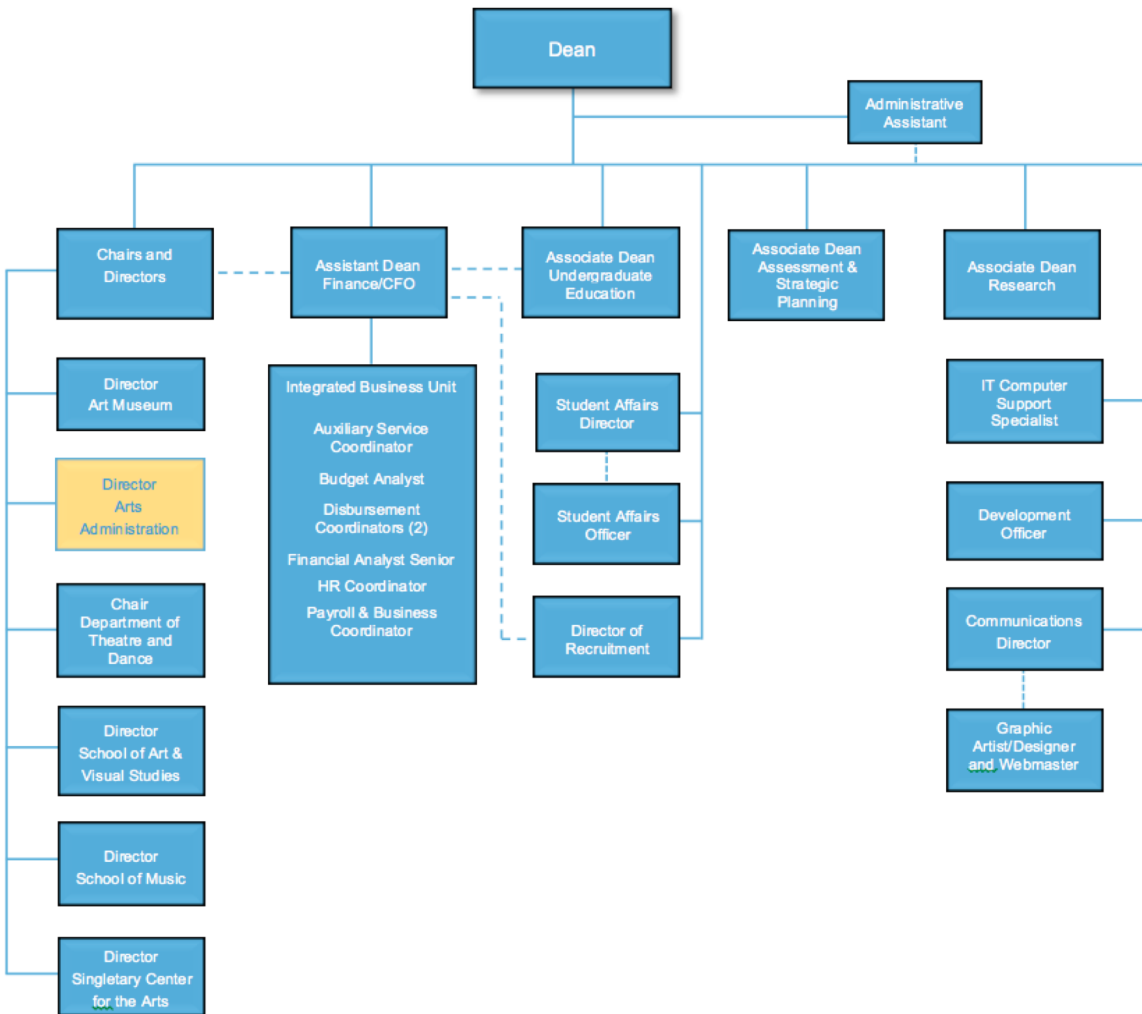 Dean
Administrative
Assistant
Chairs and
Directors
Assistant Dean
Finance/CFO
Associate Dean
Undergraduate
Education
Associate Dean
Assessment &
Strategic
Planning
Associate Dean
Research
Director
Art Museum
Director
Arts
Administration
Chair
Department of
Theatre and
Dance
Director
School of Art &
Visual Studies
Director
School of Music
Director
Singletary Center
for the Arts
Integrated Business Unit
Auxiliary Service
Coordinator
Budget Analyst
Disbursement
Coordinators (2)
Financial Analyst Senior
HR Coordinator
Payroll & Business
Coordinator
Student Affairs
Director
Student Affairs
Officer
Director of
Recruitment
IT Computer
Support
Specialist
Development
Officer
Communications
Director
Graphic
Artist/Designer
and Webmaster